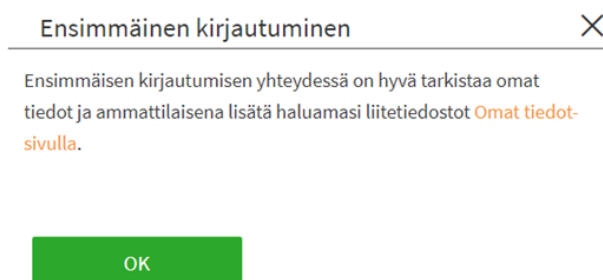 Ensimmäinen kirjautuminen
Ensimmäisen kirjautumisen yhteydessä on hyvä tarkistaa omat
tiedot ja ammattilaisena lisätä haluamasi liitetiedostot Omat tiedot-
sivulla.
OK